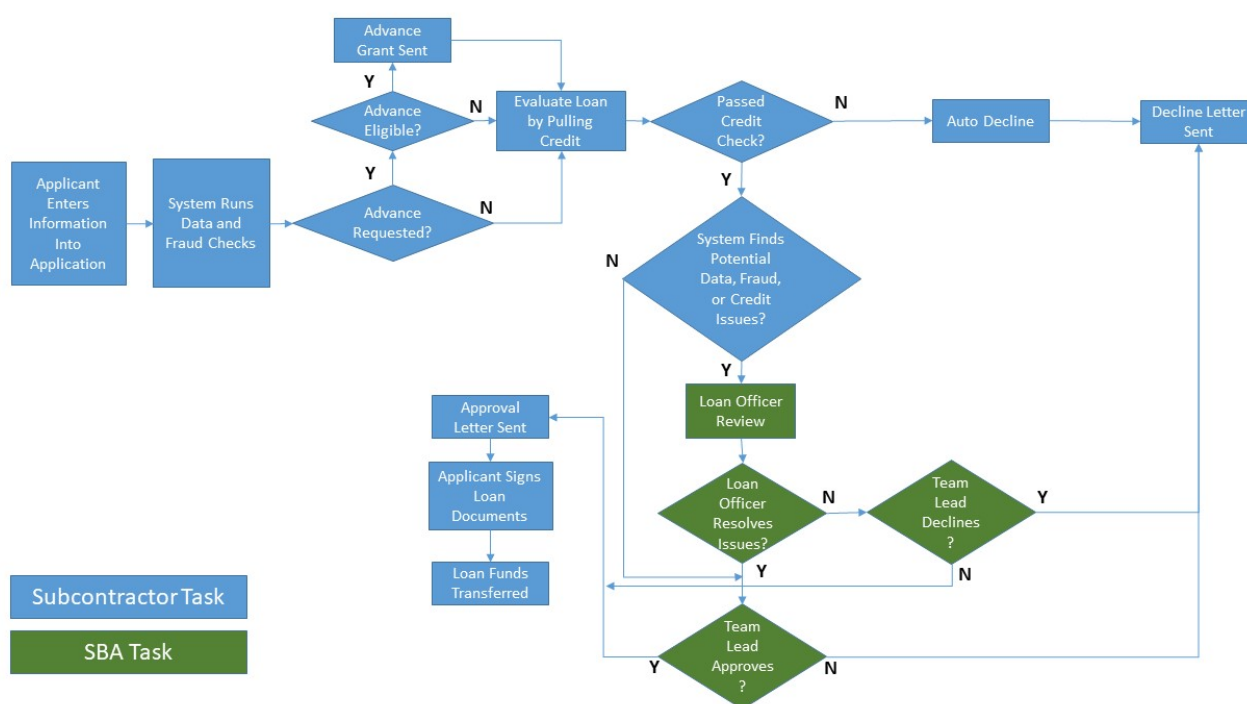 Advance
Grant Sent
Y
Advance
Eligible?
N
Evaluate Loan
by Pulling
Credit
Passed
Credit
Check?
N
Auto Decline
Decline Letter
Sent
Applicant
Enters
Information
Into
Application
System Runs
Data and
Fraud Checks
Y
Advance
Requested?
N
Y
System Finds
Potential
Data, Fraud,
or Credit
Issues?
N
Y
Loan Officer
Review
Approval
Letter Sent
Applicant Signs
Loan
Documents
Loan Funds
Transferred
Loan
Officer
Resolves
Issues?
N
Team
Lead
Declines
?
Y
Y
N
Team
Lead
Approves
?
Y
N
Subcontractor Task
SBA Task